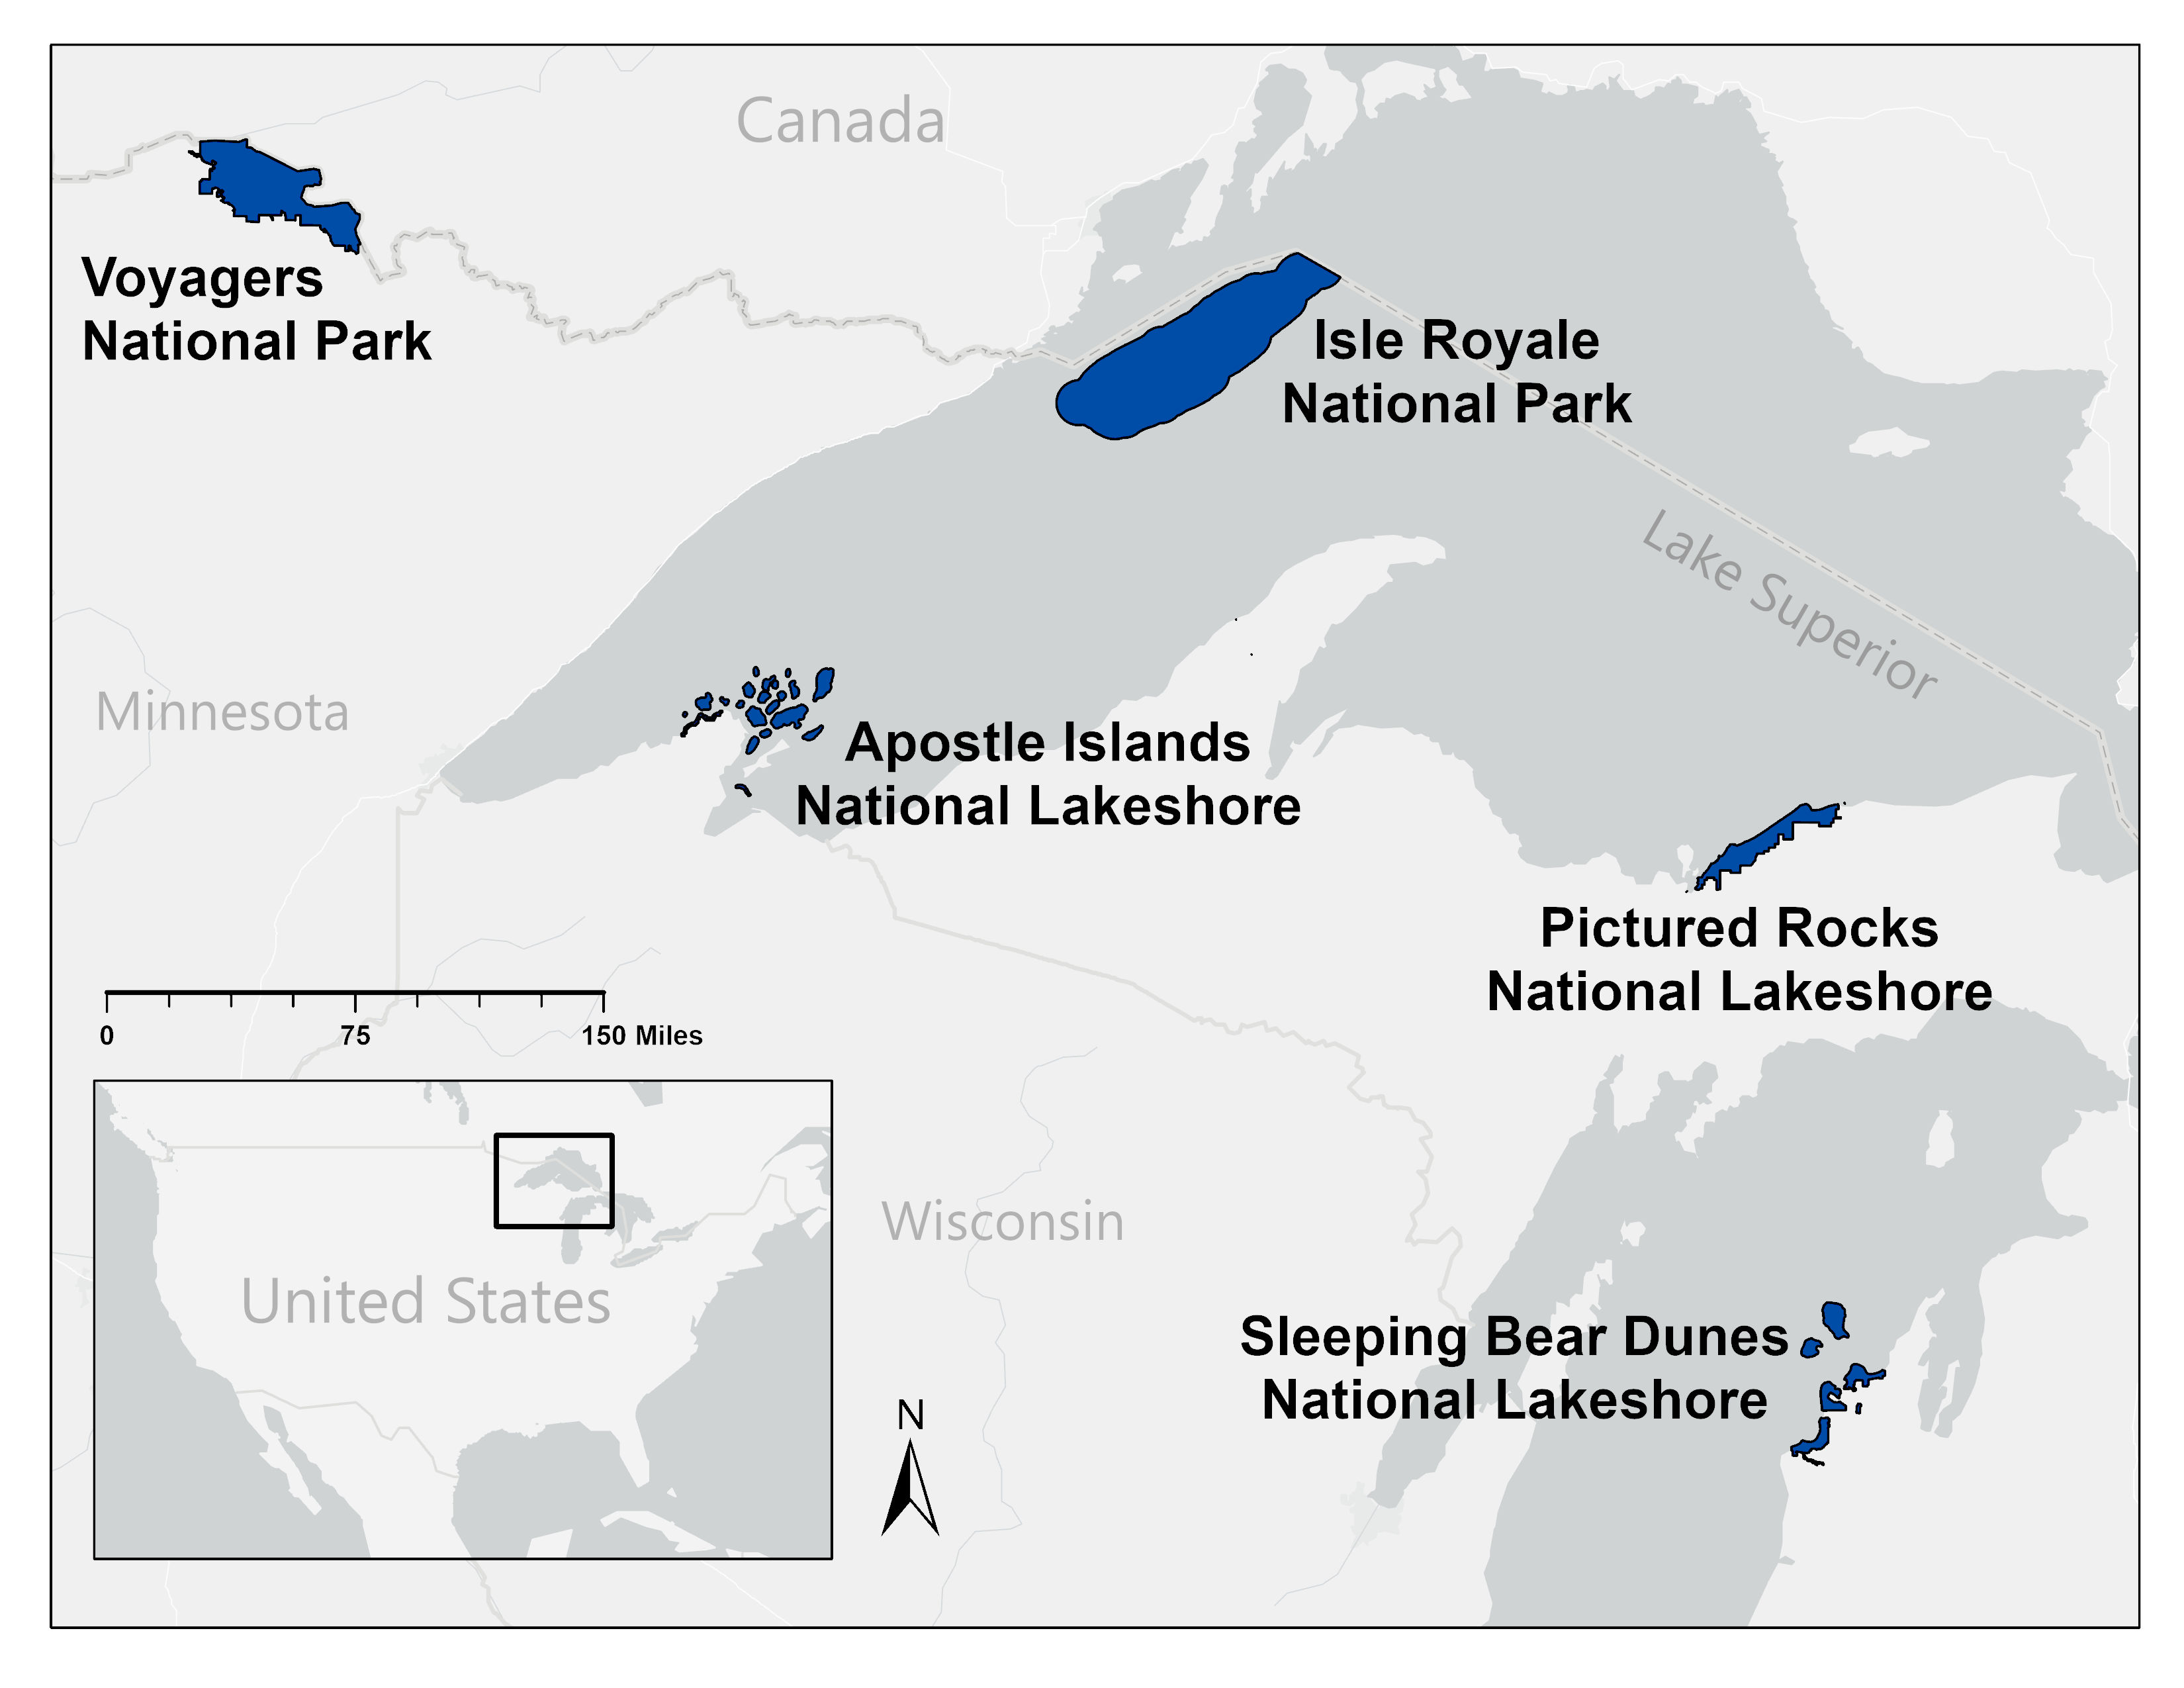 Canada
Voyagers
National Park
Isle Royale
National Park
Lake Superior
Minnesota
Apostle Islands
National Lakeshore
Pictured Rocks
National Lakeshore
0 75 150 Miles
Wisconsin
United States
Sleeping Bear Dunes
National Lakeshore
N